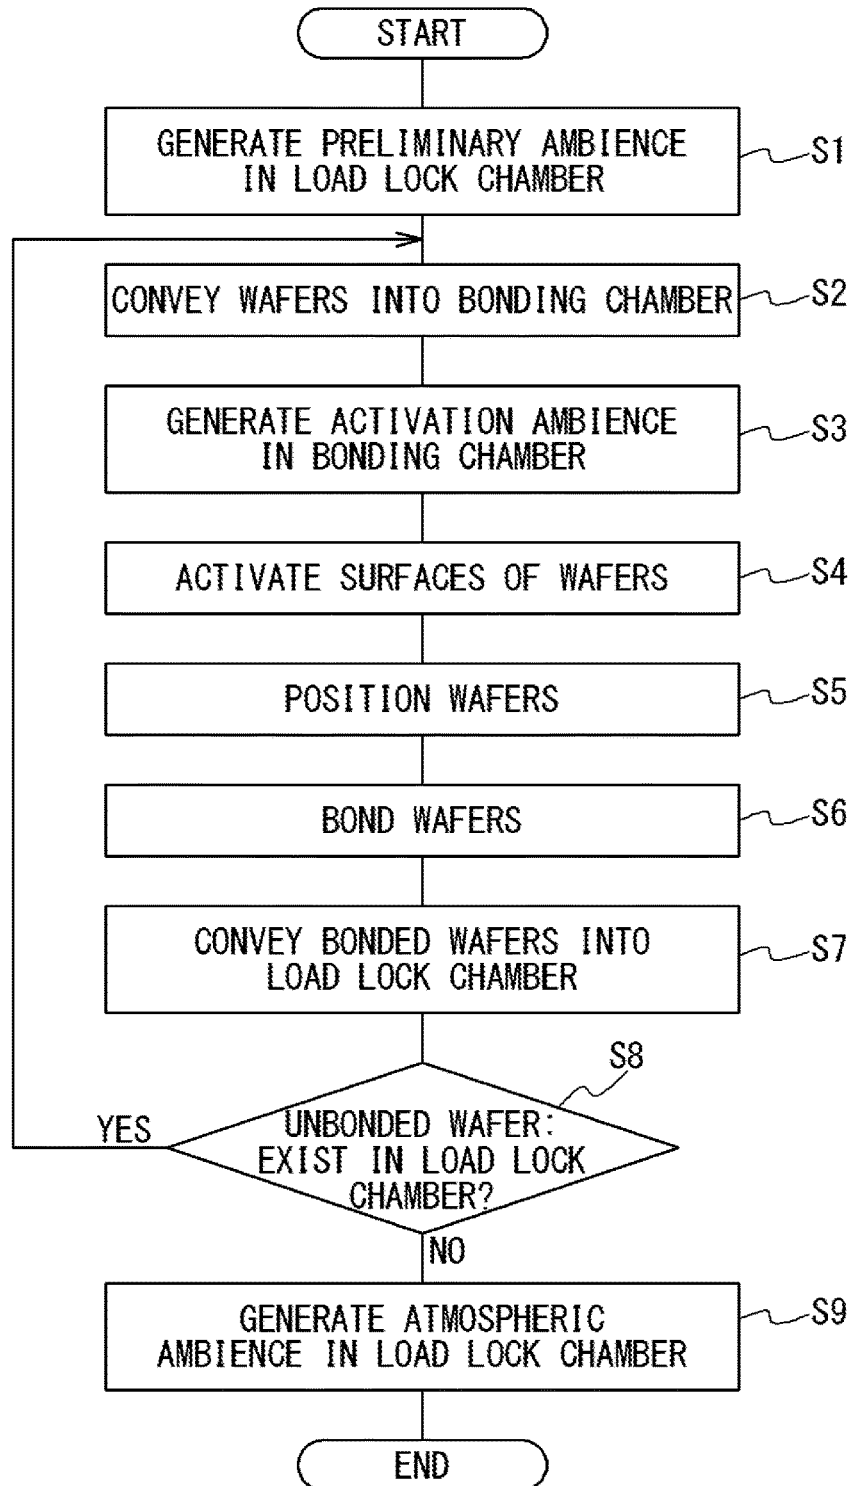 START
GENERATE PRELIMINARY AMBIENCE
IN LOAD LOCK CHAMBER
S1
CONVEY WAFERS INTO BONDING CHAMBER
S2
GENERATE ACTIVATION AMBIENCE
IN BONDING CHAMBER
S3
ACTIVATE SURFACES OF WAFERS
S4
POSITION WAFERS
S5
BOND WAFERS
S6
CONVEY BONDED WAFERS INTO
LOAD LOCK CHAMBER
S7
S8
YES
UNBONDED WAFER:
EXIST IN LOAD LOCK
CHAMBER?
NO
GENERATE ATMOSPHERIC
AMBIENCE IN LOAD LOCK CHAMBER
S9
END